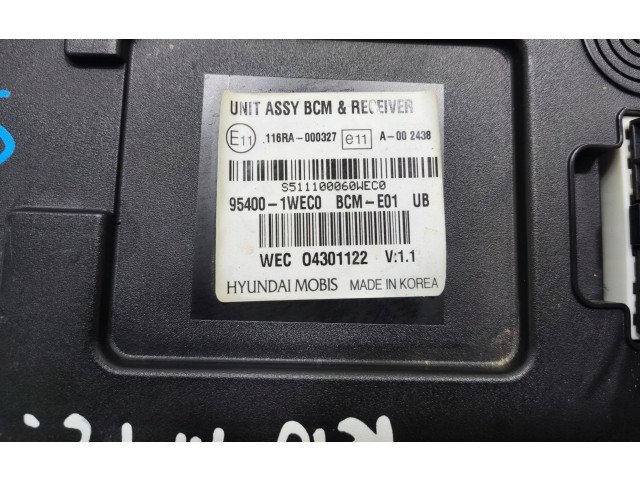 UNIT ASSY BCM & RECEIVER
E11 .116RA-000327 e11 A-00 2438
S511100060WEC0
95400-1WEC0 BCM-E01 UB
WEC 04301122 V:1.1
HYUNDAI MOBIS MADE IN KOREA